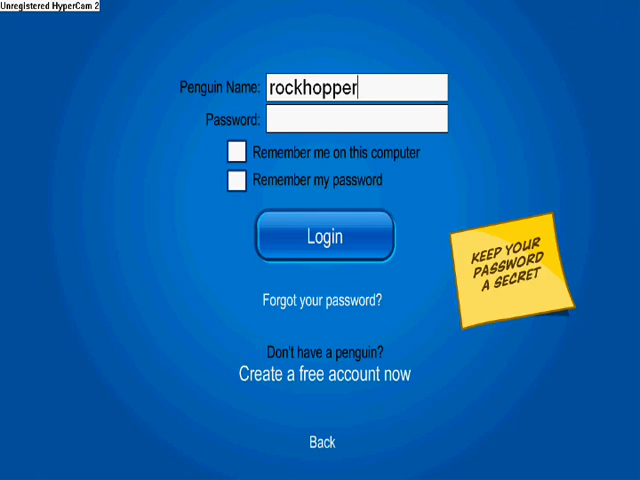 Unregistered HyperCam 2
Penguin Name: rockhopper
Password:
Remember me on this computer
Remember my password
Login
KEEP YOUR
PASSWORD
A SECRET
Forgot your password?
Don't have a penguin?
Create a free account now
Back